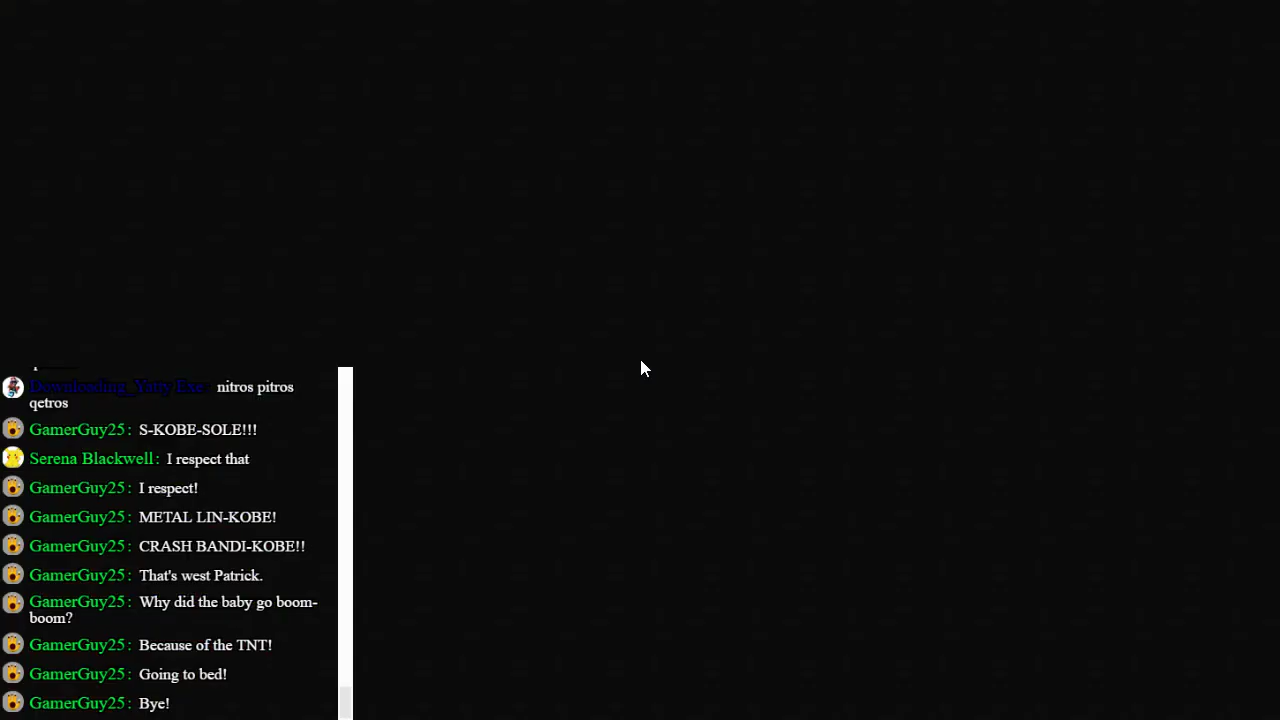 Downloading_Yatty Exe: nitros pitros
qetros
GamerGuy25: S-KOBE-SOLE!!!
Serena Blackwell: I respect that
GamerGuy25: I respect!
GamerGuy25: METAL LIN-KOBE!
GamerGuy25: CRASH BANDI-KOBE!!
GamerGuy25: That's west Patrick.
GamerGuy25: Why did the baby go boom-
boom?
GamerGuy25: Because of the TNT!
GamerGuy25: Going to bed!
GamerGuy25: Bye!